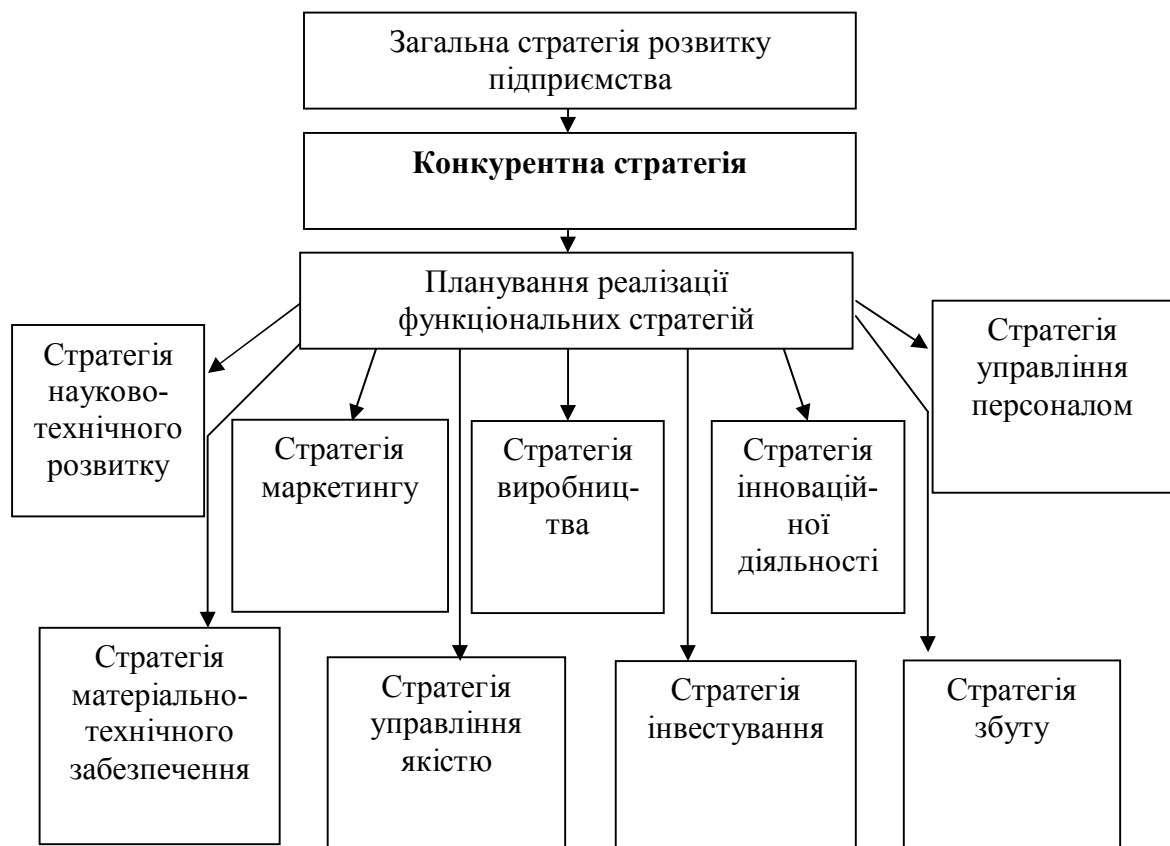 Загальна стратегія розвитку
підприємства
Конкурентна стратегія
Планування реалізації
функціональних стратегій
Стратегія
науково-
технічного
розвитку
Стратегія
маркетингу
Стратегія
виробниц-
тва
Стратегія
інновацій-
ної
діяльності
Стратегія
управління
персоналом
Стратегія
матеріально-
технічного
забезпечення
Стратегія
управління
якістю
Стратегія
інвестування
Стратегія
збуту